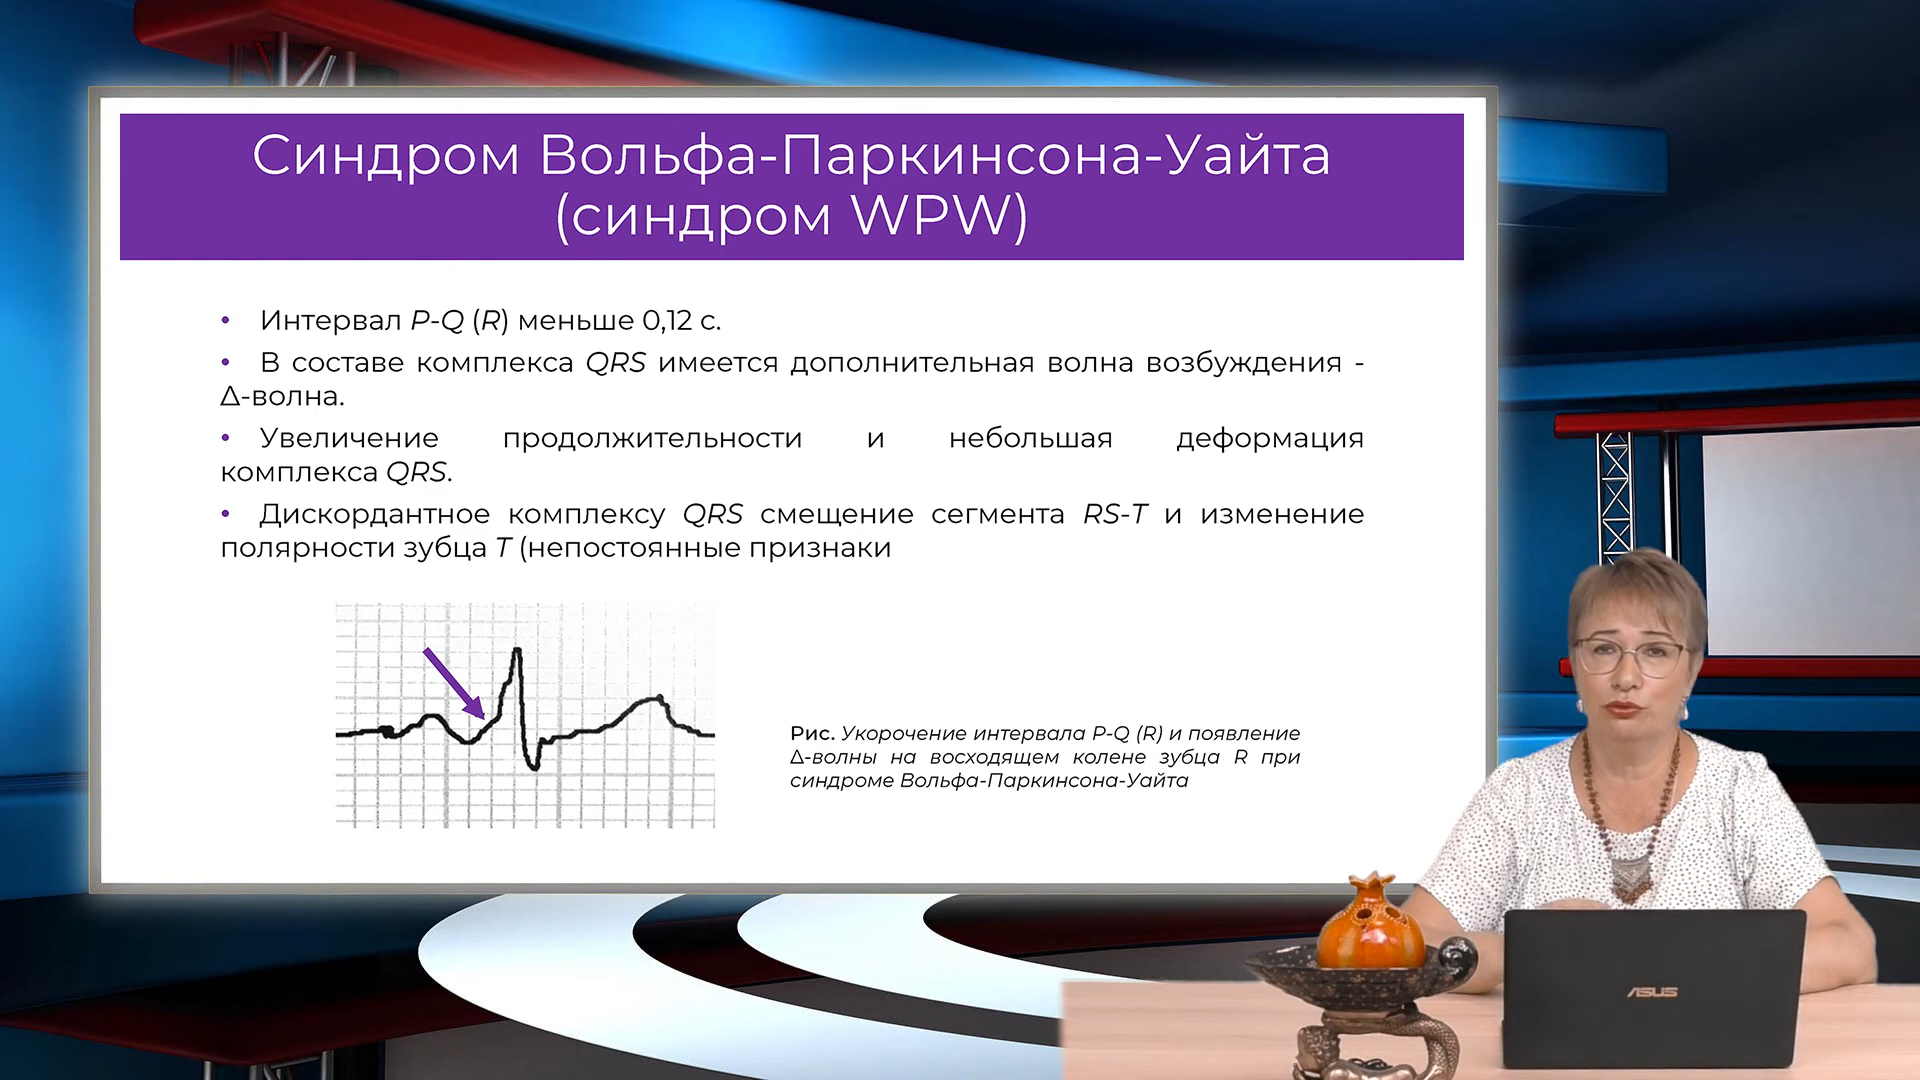 Синдром Вольфа-Паркинсона-Уайта
(синдром WPW)
• Интервал P-Q (R) меньше 0,12 с.
• В составе комплекса QRS имеется дополнительная волна возбуждения -
Δ-волна.
• Увеличение продолжительности и небольшая деформация
комплекса QRS.
• Дискордантное комплексу QRS смещение сегмента RS-T и изменение
полярности зубца T (непостоянные признаки
Рис. Укорочение интервала P-Q (R) и появление
Δ-волны на восходящем колене зубца R при
синдроме Вольфа-Паркинсона-Уайта
ASUS